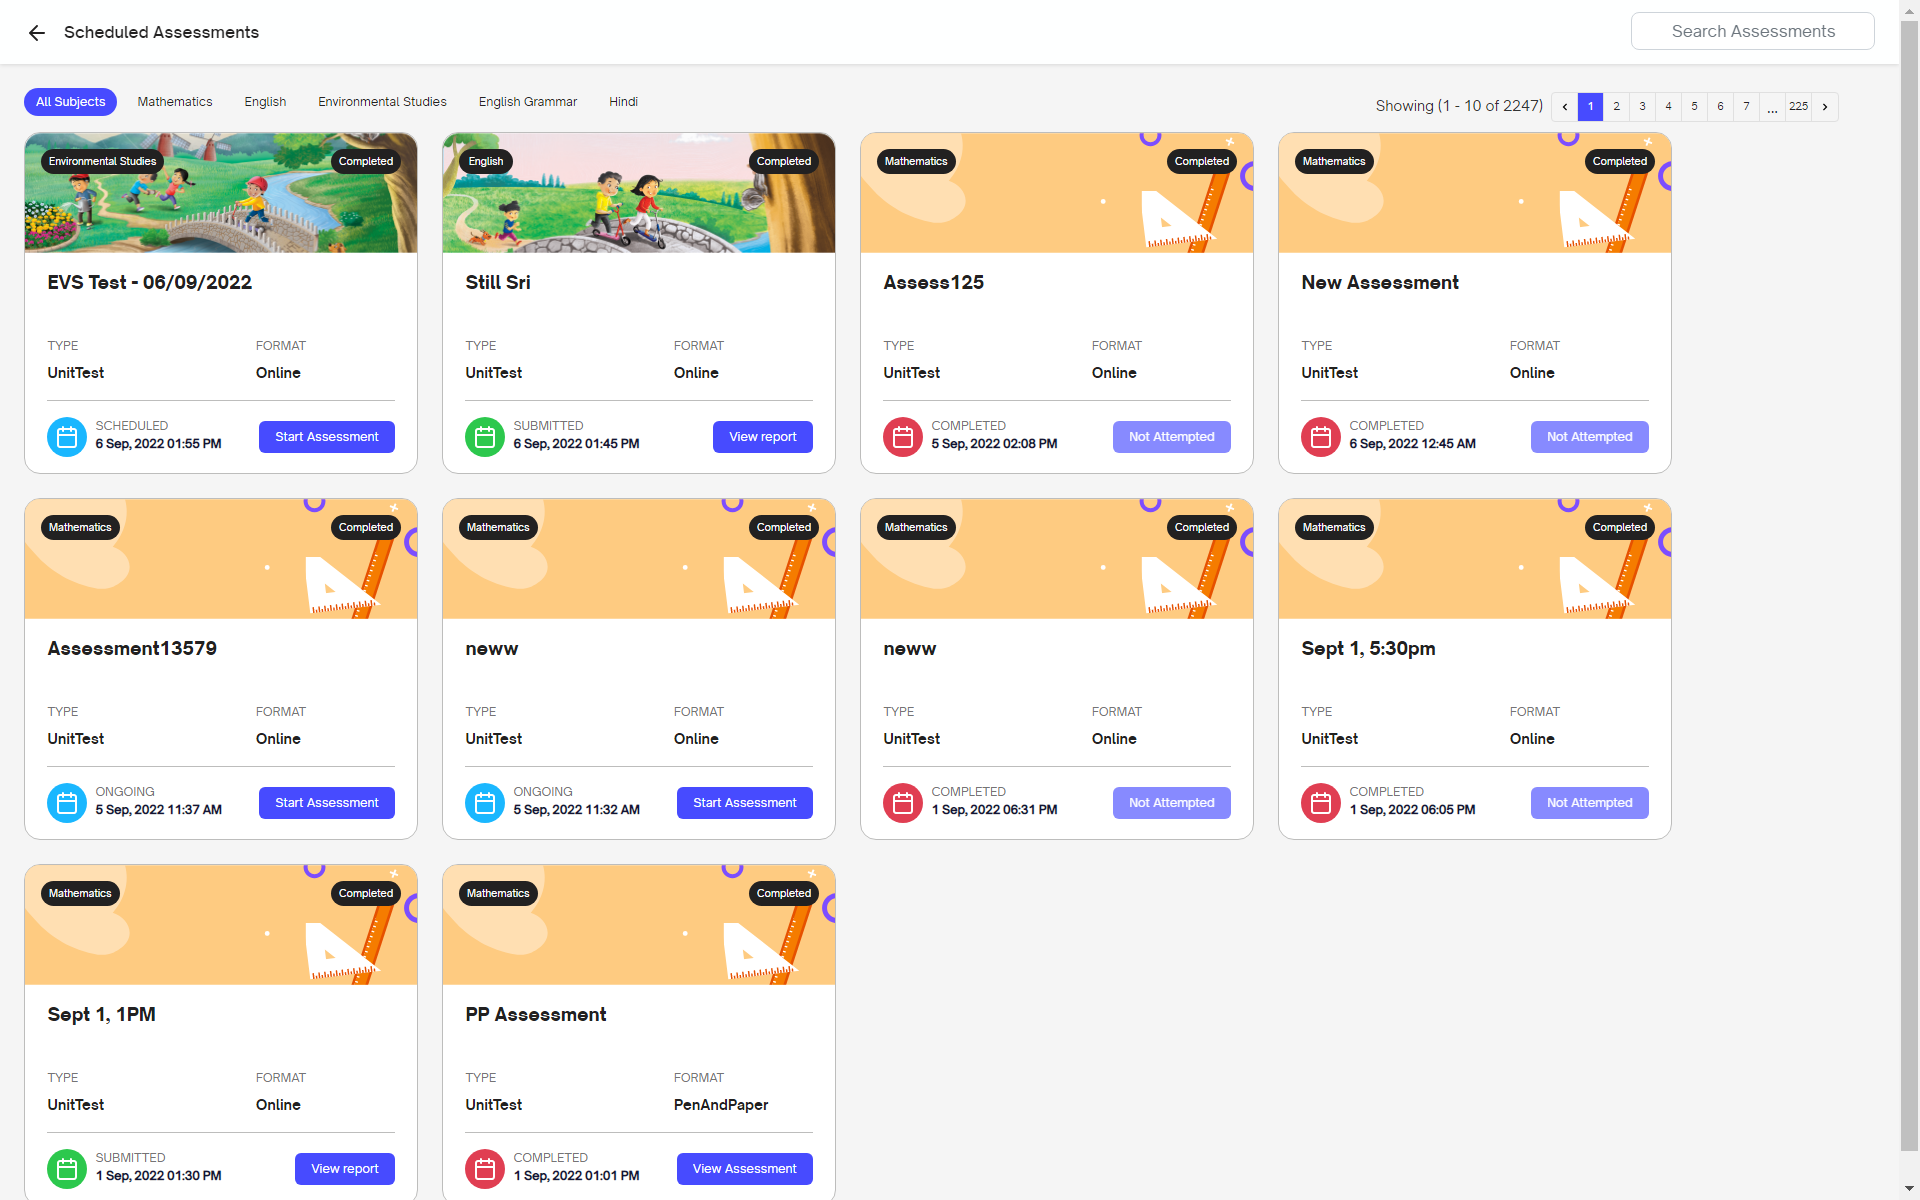 Scheduled Assessments
Search Assessments
All Subjects Mathematics English Environmental Studies English Grammar Hindi
Showing (1 - 10 of 2247) ‹ 1 2 3 4 5 6 7 ... 225 ›
Environmental Studies Completed
EVS Test - 06/09/2022
TYPE FORMAT
UnitTest Online
SCHEDULED
6 Sep, 2022 01:55 PM
Start Assessment
English Completed
Still Sri
TYPE FORMAT
UnitTest Online
SUBMITTED
6 Sep, 2022 01:45 PM
View report
Mathematics Completed
Assess125
TYPE FORMAT
UnitTest Online
COMPLETED
5 Sep, 2022 02:08 PM
Not Attempted
Mathematics Completed
New Assessment
TYPE FORMAT
UnitTest Online
COMPLETED
6 Sep, 2022 12:45 AM
Not Attempted
Mathematics Completed
Assessment13579
TYPE FORMAT
UnitTest Online
ONGOING
5 Sep, 2022 11:37 AM
Start Assessment
Mathematics Completed
neww
TYPE FORMAT
UnitTest Online
ONGOING
5 Sep, 2022 11:32 AM
Start Assessment
Mathematics Completed
neww
TYPE FORMAT
UnitTest Online
COMPLETED
1 Sep, 2022 06:31 PM
Not Attempted
Mathematics Completed
Sept 1, 5:30pm
TYPE FORMAT
UnitTest Online
COMPLETED
1 Sep, 2022 06:05 PM
Not Attempted
Mathematics Completed
Sept 1, 1PM
TYPE FORMAT
UnitTest Online
SUBMITTED
1 Sep, 2022 01:30 PM
View report
Mathematics Completed
PP Assessment
TYPE FORMAT
UnitTest PenAndPaper
COMPLETED
1 Sep, 2022 01:01 PM
View Assessment